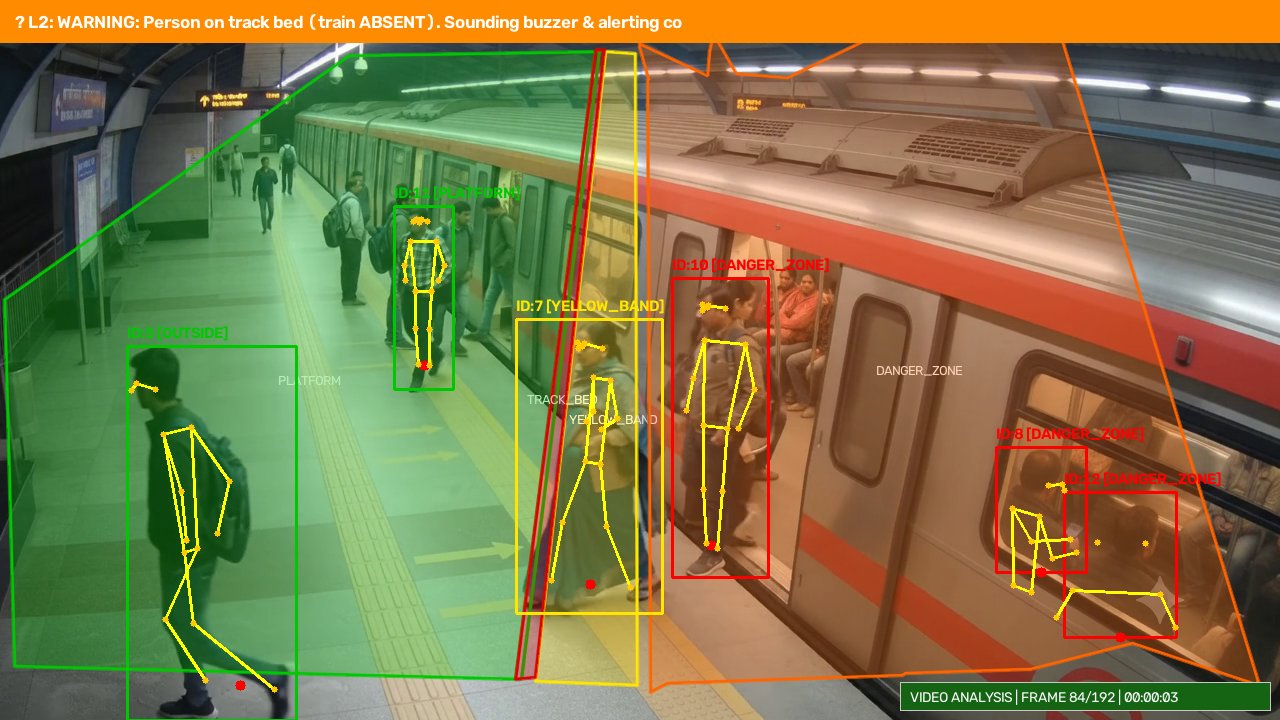 ? L2: WARNING: Person on track bed (train ABSENT). Sounding buzzer & alerting co
ID:11 [PLATFORM]
ID:10 [DANGER_ZONE]
ID:7 [YELLOW_BAND]
[OUTSIDE]
PLATFORM
DANGER_ZONE
TRACK_BED
YELLOW_BAND
ID:8 [DANGER_ZONE]
[DANGER_ZONE]
VIDEO ANALYSIS | FRAME 84/192 | 00:00:03